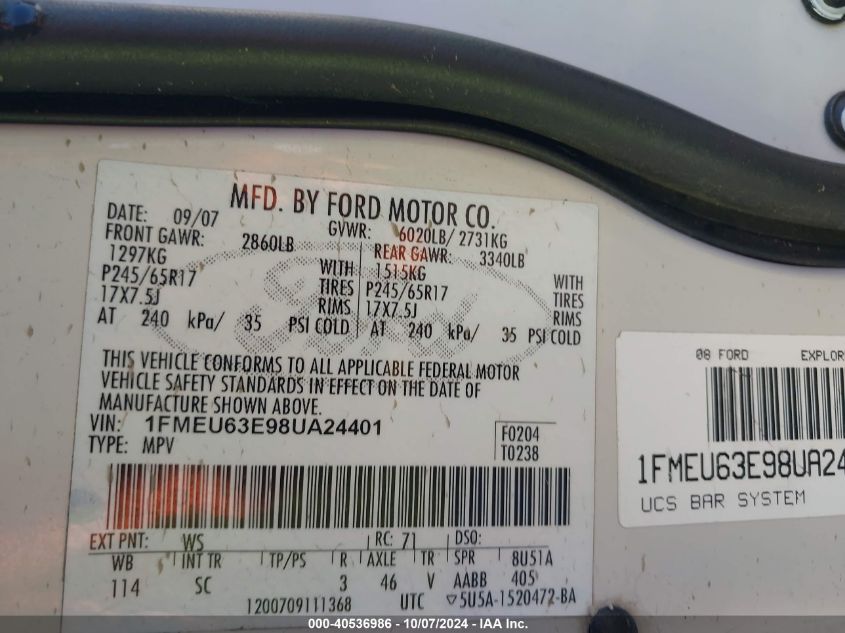 MFD. BY FORD MOTOR CO.
DATE: 09/07 GVWR: 6020LB/ 2731KG
FRONT GAWR: 2860LB REAR GAWR: 3340LB
1297KG WITH 1515KG WITH
P245/65R17 TIRES P245/65R17 TIRES
17X7.5J RIMS 17X7.5J RIMS
AT 240 kPa/ 35 PSI COLD AT 240 kPa/ 35 PSI COLD
THIS VEHICLE CONFORMS TO ALL APPLICABLE FEDERAL MOTOR
VEHICLE SAFETY STANDARDS IN EFFECT ON THE DATE OF
MANUFACTURE SHOWN ABOVE.
VIN: 1FMEU63E98UA24401 F0204
TYPE: MPV T0238
EXT PNT: WS RC: 71 DSO:
WB INT TR TP/PS R AXLE TR SPR 8U51A
114 SC 3 46 V AABB 405
1200709111368 UTC ▽5U5A-1520472-BA
08 FORD EXPLOR
1FMEU63E98UA24
UCS BAR SYSTEM
000-40536986 - 10/07/2024 - IAA Inc.